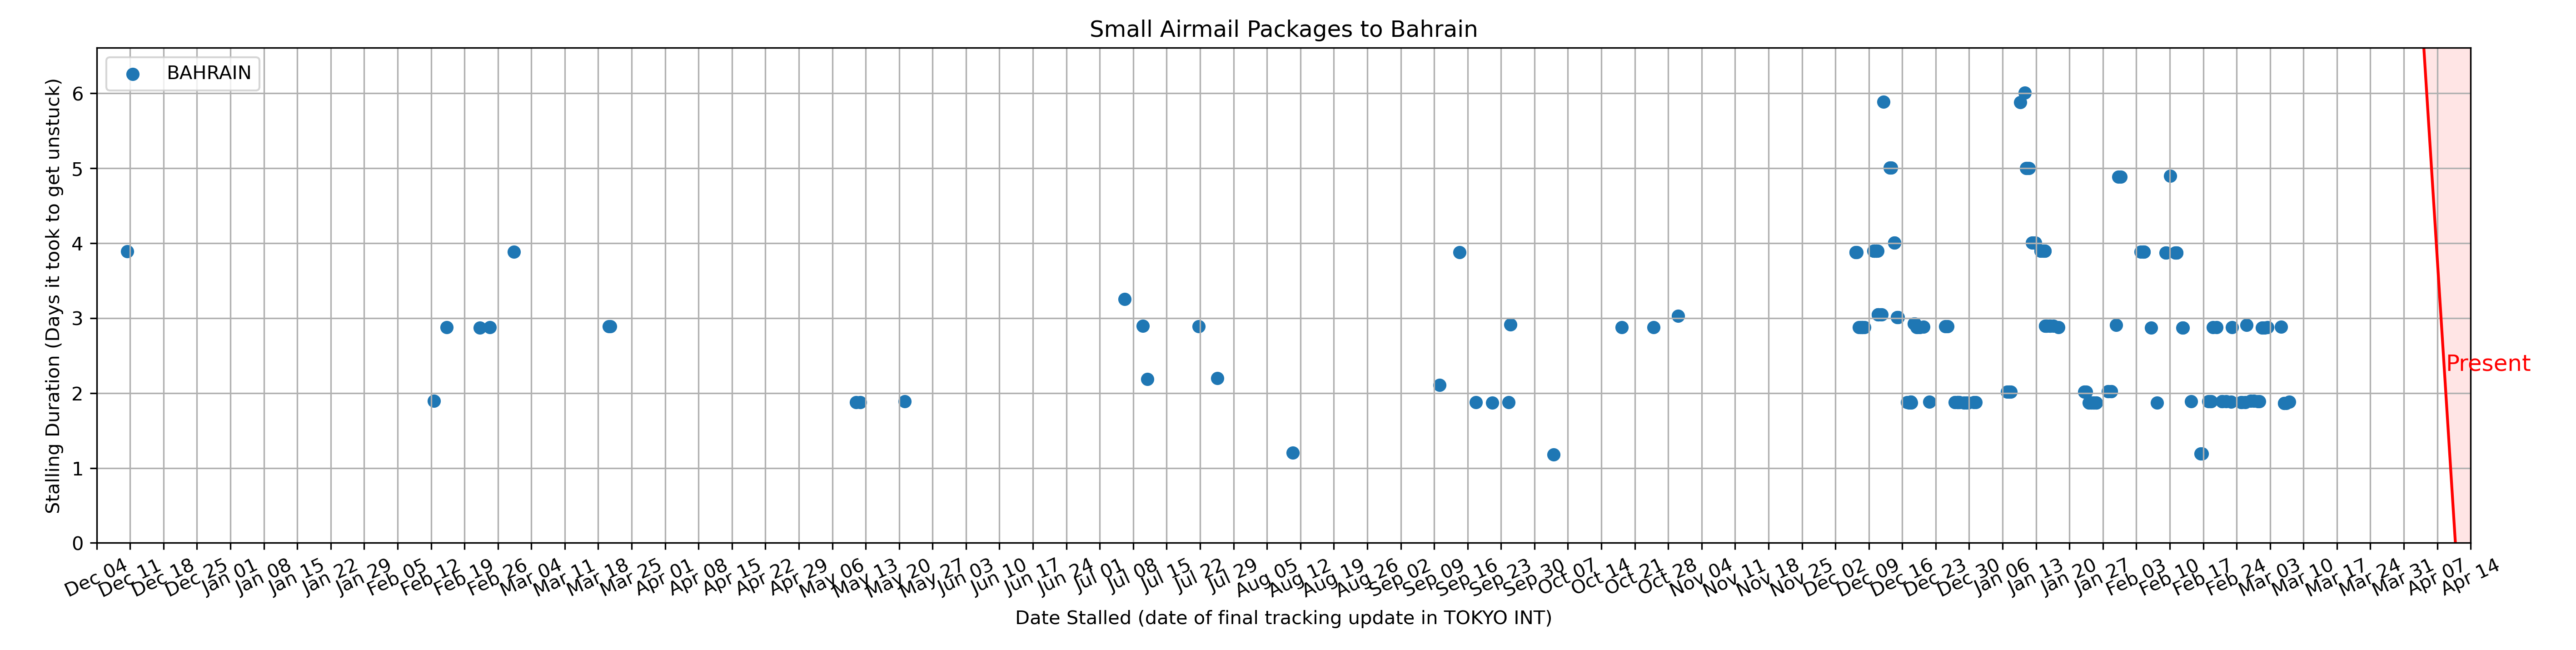 Small Airmail Packages to Bahrain
BAHRAIN
Stalling Duration (Days it took to get unstuck)
6
5
4
3
2
1
0
Present
Dec 04 Dec 11 Dec 18 Dec 25 Jan 01 Jan 08 Jan 15 Jan 22 Jan 29 Feb 05 Feb 12 Feb 19 Feb 26 Mar 04 Mar 11 Mar 18 Mar 25 Apr 01 Apr 08 Apr 15 Apr 22 Apr 29 May 06 May 13 May 20 May 27 Jun 03 Jun 10 Jun 17 Jun 24 Jul 01 Jul 08 Jul 15 Jul 22 Jul 29 Aug 05 Aug 12 Aug 19 Aug 26 Sep 02 Sep 09 Sep 16 Sep 23 Sep 30 Oct 07 Oct 14 Oct 21 Oct 28 Nov 04 Nov 11 Nov 18 Nov 25 Dec 02 Dec 09 Dec 16 Dec 23 Dec 30 Jan 06 Jan 13 Jan 20 Jan 27 Feb 03 Feb 10 Feb 17 Feb 24 Mar 03 Mar 10 Mar 17 Mar 24 Mar 31 Apr 07 Apr 14
Date Stalled (date of final tracking update in TOKYO INT)